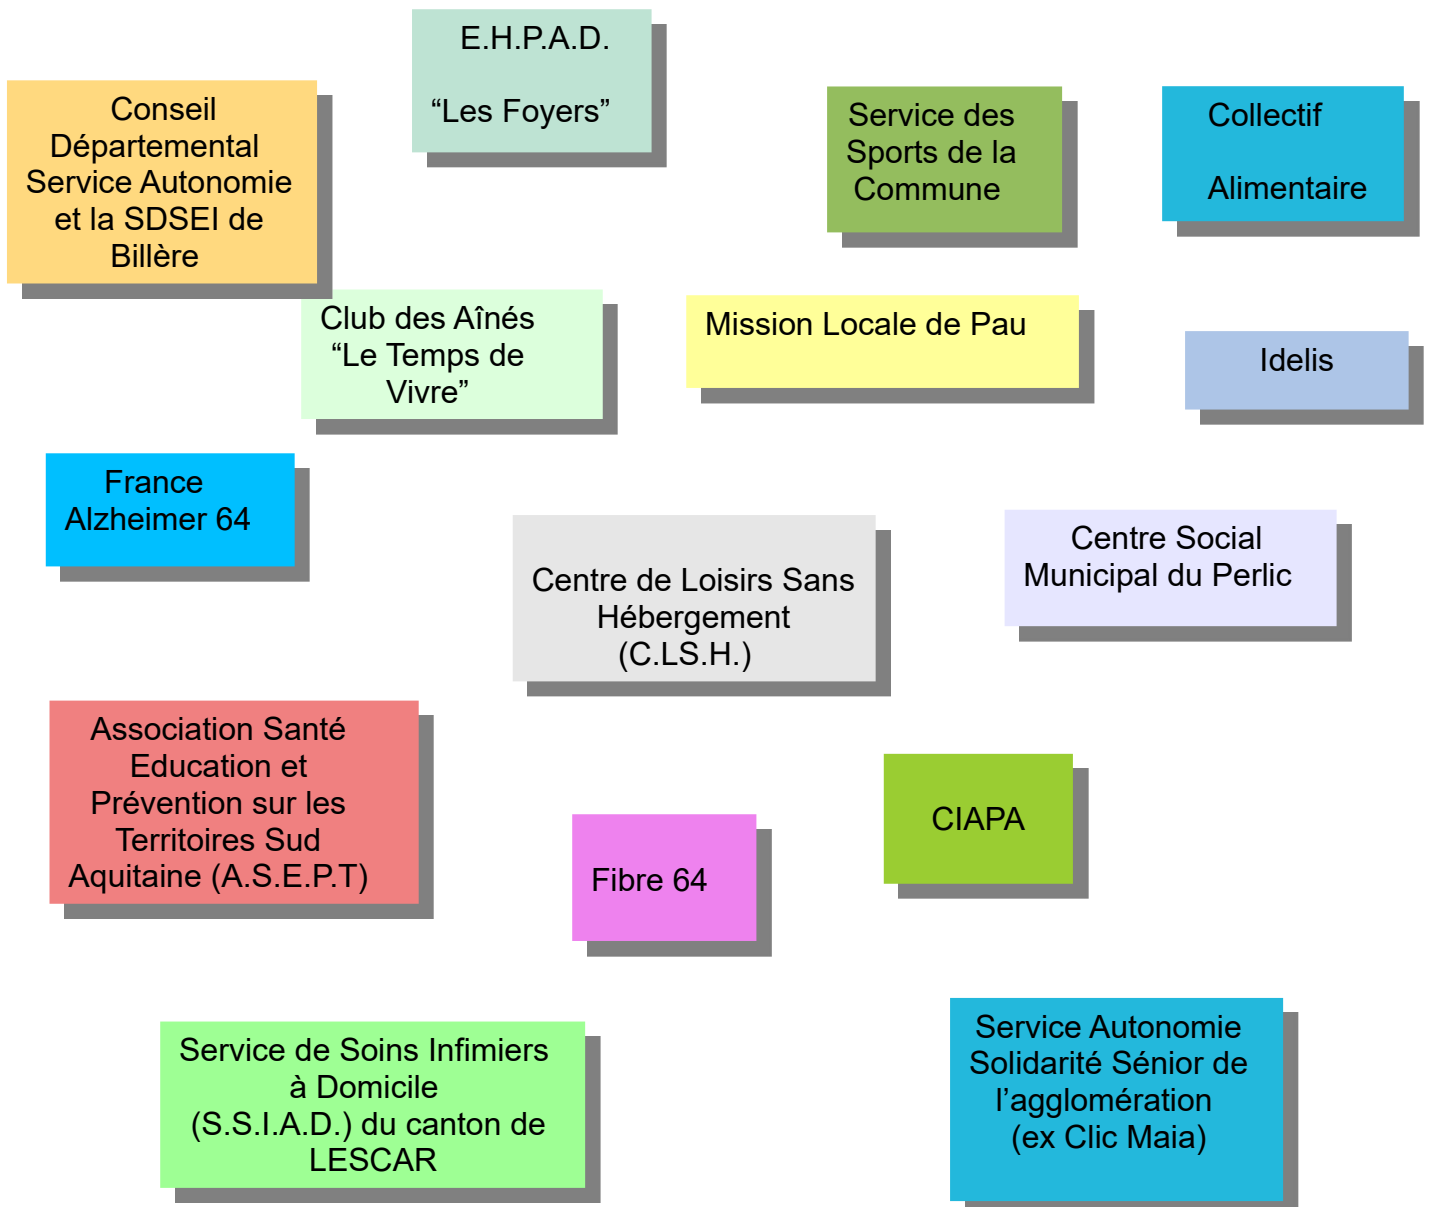 E.H.P.A.D.
“Les Foyers”
Conseil
Départemental
Service Autonomie
et la SDSEI de
Billère
Service des
Sports de la
Commune
Collectif
Alimentaire
Club des Aînés
“Le Temps de
Vivre”
Mission Locale de Pau
Idelis
France
Alzheimer 64
Centre de Loisirs Sans
Hébergement
(C.LS.H.)
Centre Social
Municipal du Perlic
Association Santé
Education et
Prévention sur les
Territoires Sud
Aquitaine (A.S.E.P.T)
Fibre 64
CIAPA
Service de Soins Infimiers
à Domicile
(S.S.I.A.D.) du canton de
LESCAR
Service Autonomie
Solidarité Sénior de
l’agglomération
(ex Clic Maia)